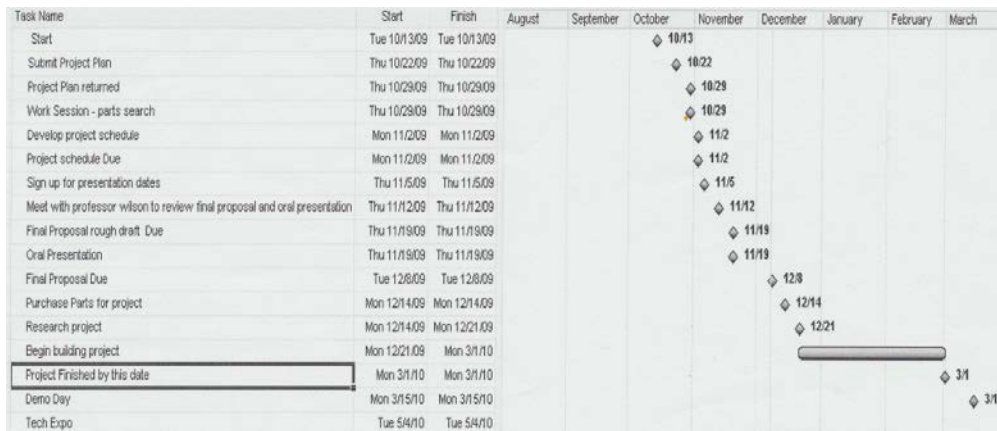 Task Name Start Finish August September October November December January February March
Start Tue 10/13/09 Tue 10/13/09 10/13
Submit Project Plan Thu 10/22/09 Thu 10/22/09 10/22
Project Plan returned Thu 10/29/09 Thu 10/29/09 10/29
Work Session - parts search Thu 10/29/09 Thu 10/29/09 10/29
Develop project schedule Mon 11/2/09 Mon 11/2/09 11/2
Project schedule Due Mon 11/2/09 Mon 11/2/09 11/2
Sign up for presentation dates Thu 11/5/09 Thu 11/5/09 11/5
Meet with professor wilson to review final proposal and oral presentation Thu 11/12/09 Thu 11/12/09 11/12
Final Proposal rough draft Due Thu 11/19/09 Thu 11/19/09 11/19
Oral Presentation Thu 11/19/09 Thu 11/19/09 11/19
Final Proposal Due Tue 12/8/09 Tue 12/8/09 12/8
Purchase Parts for project Mon 12/14/09 Mon 12/14/09 12/14
Research project Mon 12/14/09 Mon 12/21/09 12/21
Begin building project Mon 12/21/09 Mon 3/1/10
Project Finished by this date Mon 3/1/10 Mon 3/1/10 3/1
Demo Day Mon 3/15/10 Mon 3/15/10 3/1
Tech Expo Tue 5/4/10 Tue 5/4/10